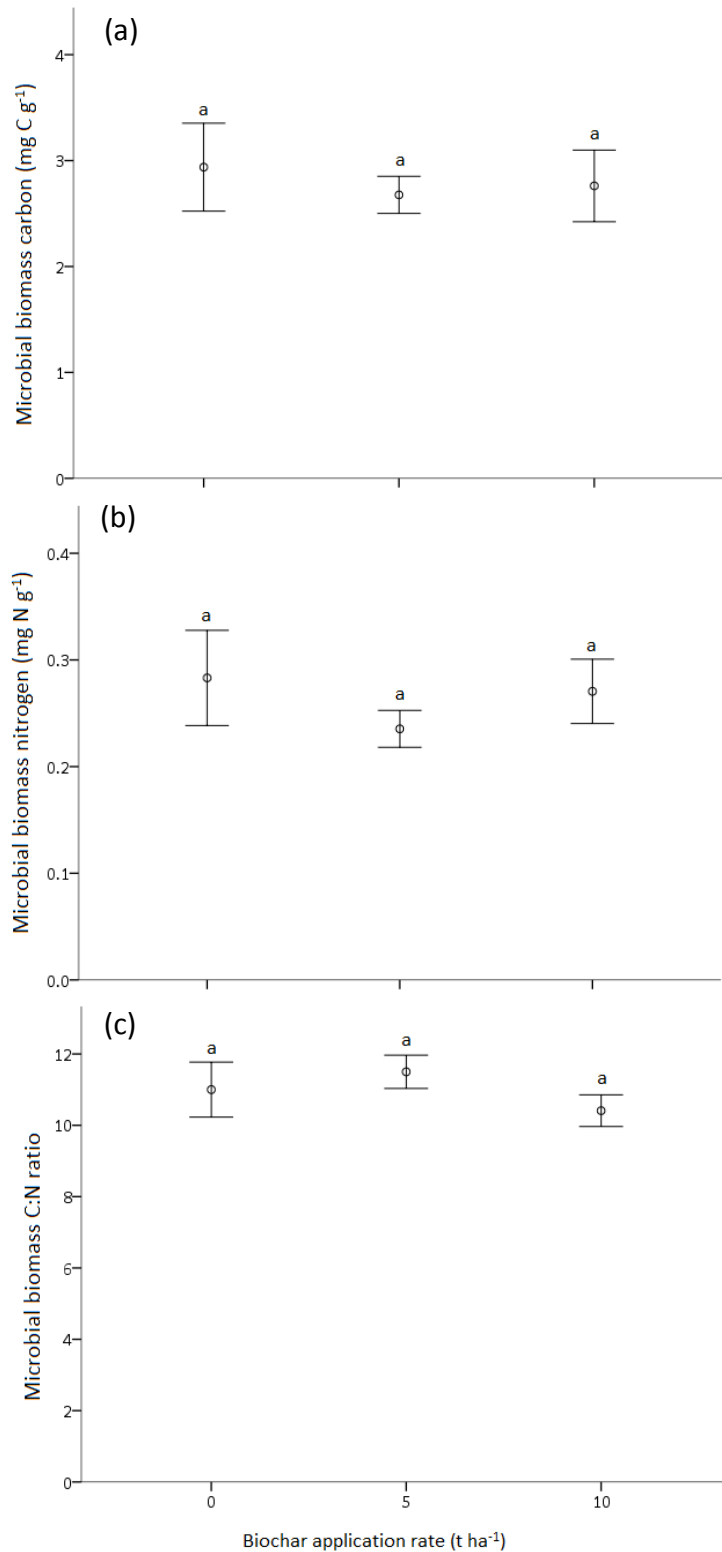 (a)
Microbial biomass carbon (mg C g⁻¹)
4
3
2
1
0
a
a
a
(b)
Microbial biomass nitrogen (mg N g⁻¹)
0.4
0.3
0.2
0.1
0.0
a
a
a
(c)
Microbial biomass C:N ratio
12
10
8
6
4
2
0
a
a
a
0
5
10
Biochar application rate (t ha⁻¹)